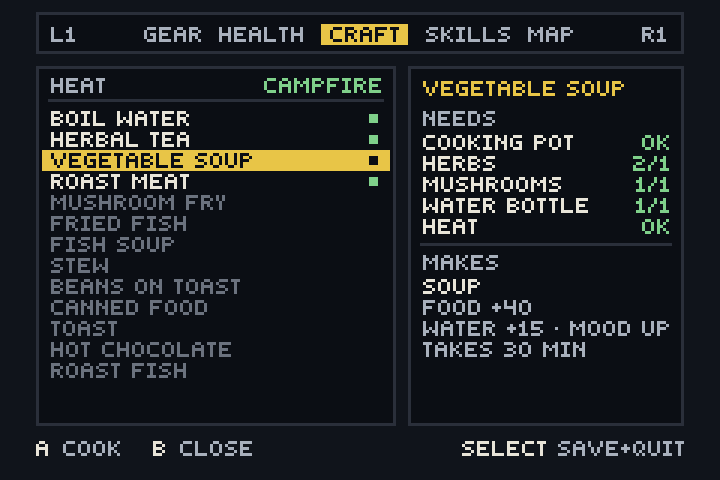 L1 GEAR HEALTH CRAFT SKILLS MAP R1
HEAT CAMPFIRE
BOIL WATER
HERBAL TEA
VEGETABLE SOUP
ROAST MEAT
MUSHROOM FRY
FRIED FISH
FISH SOUP
STEW
BEANS ON TOAST
CANNED FOOD
TOAST
HOT CHOCOLATE
ROAST FISH
VEGETABLE SOUP
NEEDS
COOKING POT OK
HERBS 2/1
MUSHROOMS 1/1
WATER BOTTLE 1/1
HEAT OK
MAKES
SOUP
FOOD +40
WATER +15 · MOOD UP
TAKES 30 MIN
A COOK B CLOSE SELECT SAVE+QUIT